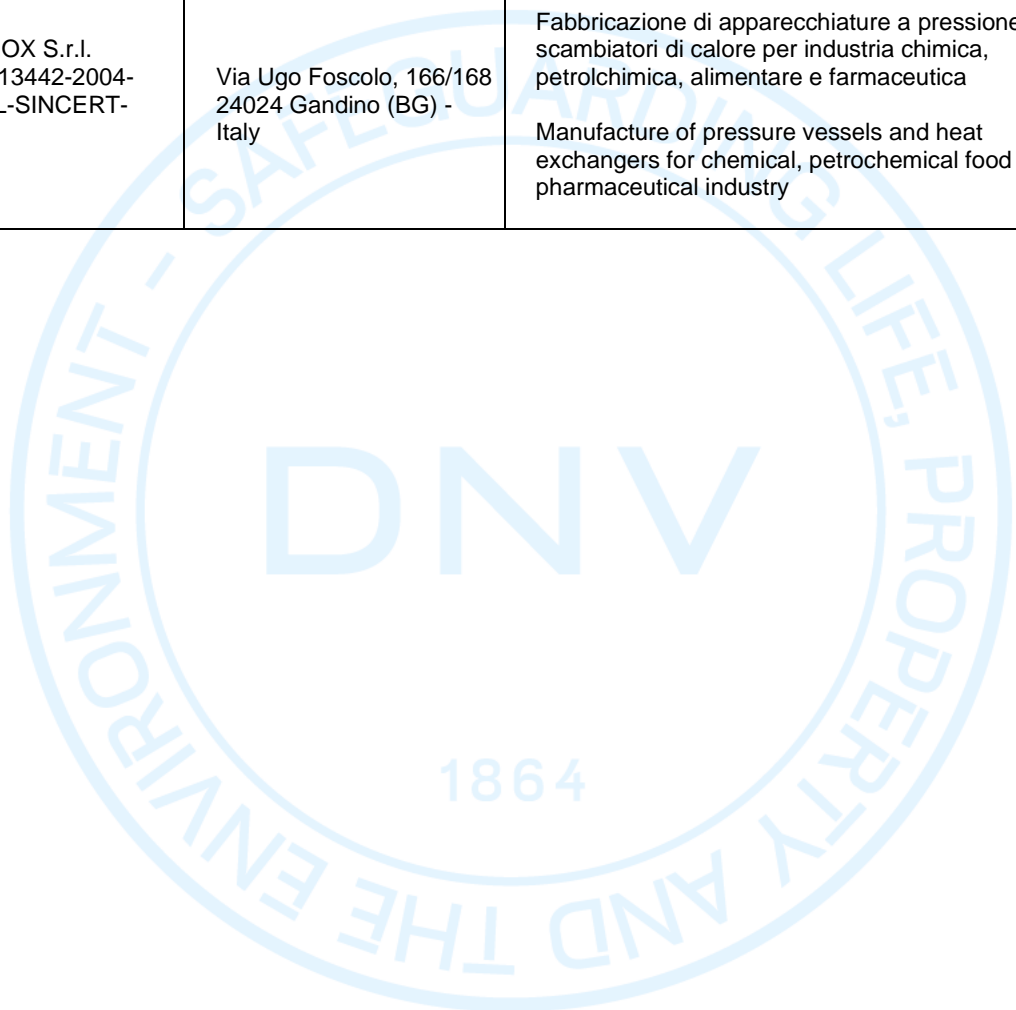 OX S.r.l.
13442-2004-
L-SINCERT-
Via Ugo Foscolo, 166/168
24024 Gandino (BG) -
Italy
Fabbricazione di apparecchiature a pressione
scambiatori di calore per industria chimica,
petrolchimica, alimentare e farmaceutica
Manufacture of pressure vessels and heat
exchangers for chemical, petrochemical food
pharmaceutical industry
SAFEGUARDING LIFE, PROPERTY AND THE ENVIRONMENT -
DNV
1864